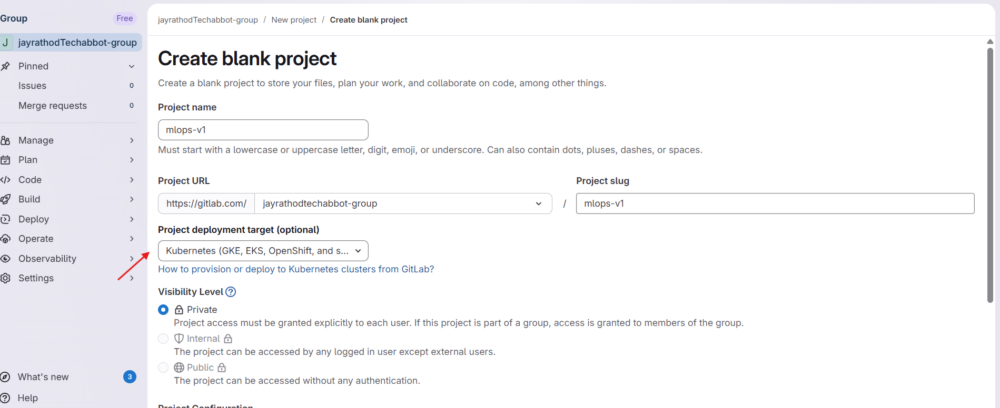 Group Free
J jayrathodTechabbot-group
Pinned
Issues 0
Merge requests 0
Manage
Plan
Code
Build
Deploy
Operate
Observability
Settings
What's new 3
Help
jayrathodTechabbot-group / New project / Create blank project
Create blank project
Create a blank project to store your files, plan your work, and collaborate on code, among other things.
Project name
mlops-v1
Must start with a lowercase or uppercase letter, digit, emoji, or underscore. Can also contain dots, pluses, dashes, or spaces.
Project URL Project slug
https://gitlab.com/ jayrathodtechabbot-group / mlops-v1
Project deployment target (optional)
Kubernetes (GKE, EKS, OpenShift, and s...
How to provision or deploy to Kubernetes clusters from GitLab?
Visibility Level ?
Private
Project access must be granted explicitly to each user. If this project is part of a group, access is granted to members of the group.
Internal
The project can be accessed by any logged in user except external users.
Public
The project can be accessed without any authentication.
Project Configuration